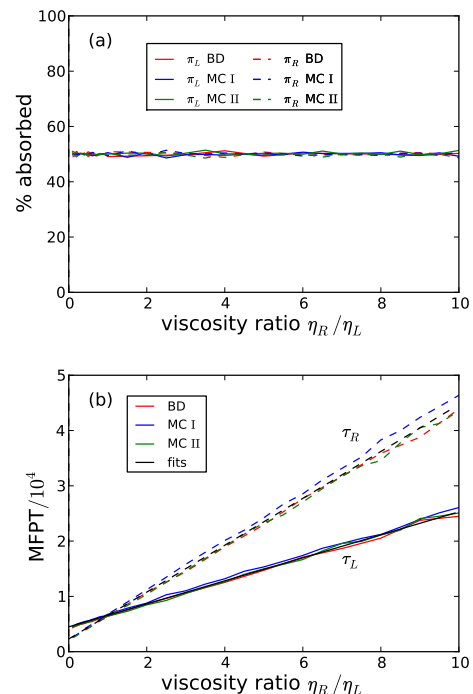 100
(a)
π_L BD π_R BD
π_L MC I π_R MC I
π_L MC II π_R MC II
80
60
40
20
0
% absorbed
0 2 4 6 8 10
viscosity ratio η_R/η_L
5
(b)
BD
MC I
MC II
fits
4
3
2
1
0
τ_R
τ_L
MFPT/10^4
0 2 4 6 8 10
viscosity ratio η_R/η_L